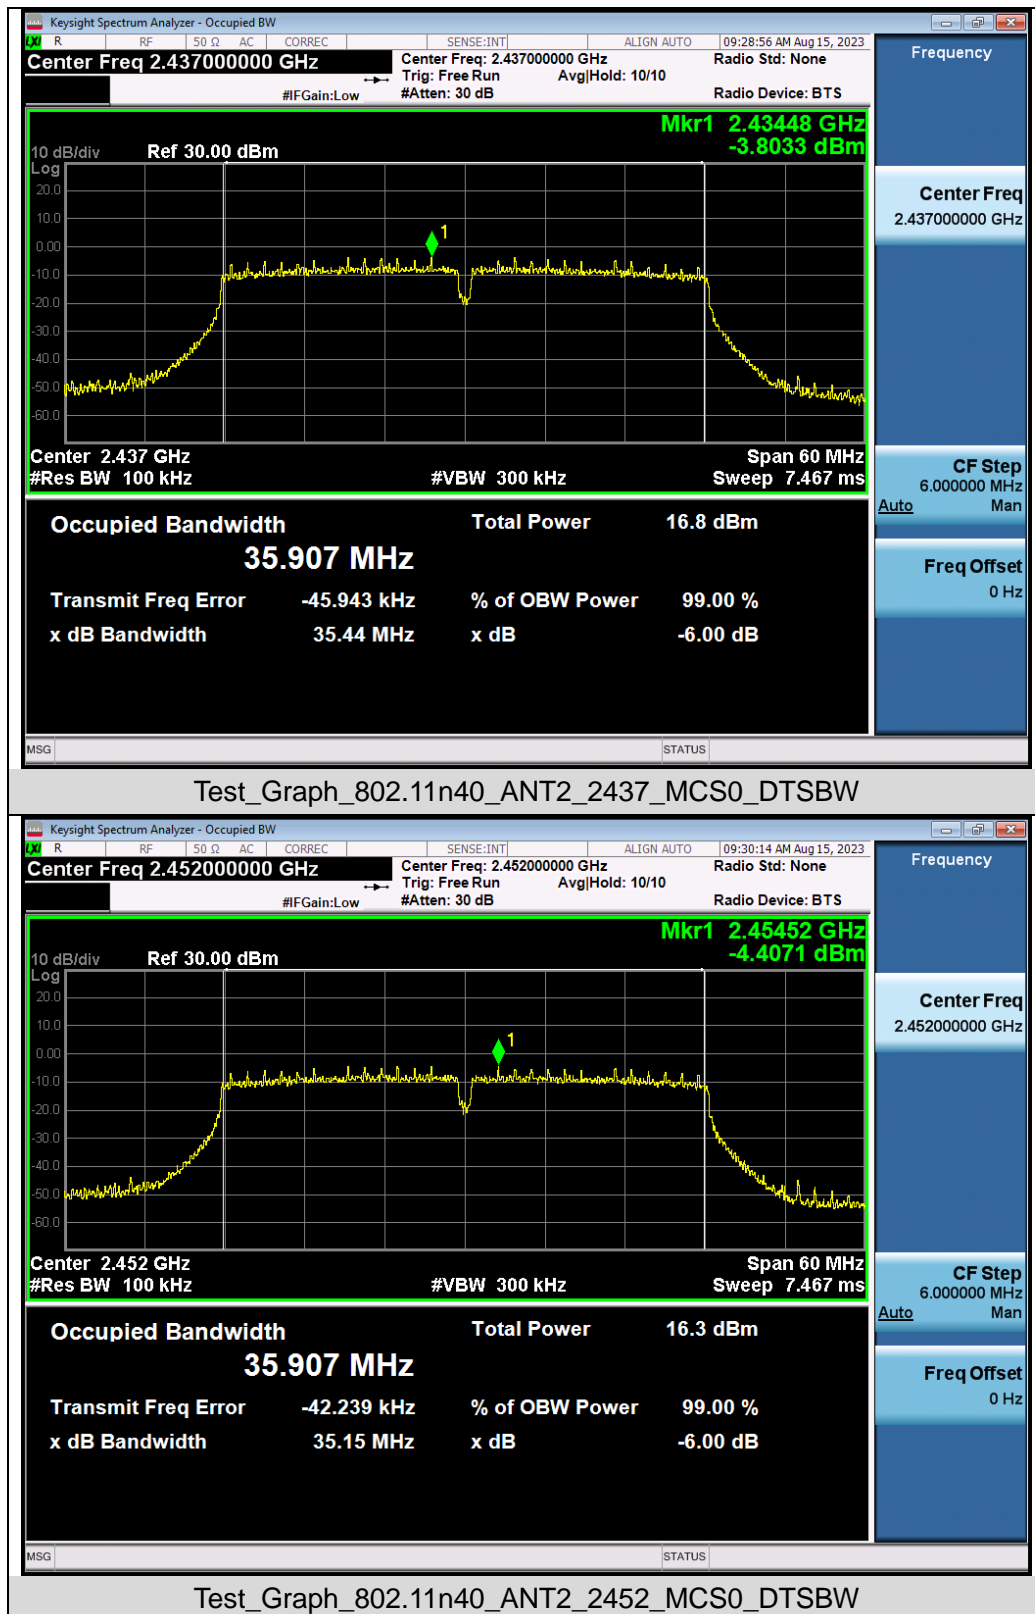 Keysight Spectrum Analyzer - Occupied BW
LXI R RF 50 Ω AC CORREC SENSE:INT ALIGN AUTO 09:28:56 AM Aug 15, 2023
Center Freq 2.437000000 GHz
Center Freq: 2.437000000 GHz
Radio Std: None
Trig: Free Run Avg|Hold: 10/10
#IFGain:Low
#Atten: 30 dB
Radio Device: BTS
Frequency
Mkr1 2.43448 GHz
-3.8033 dBm
10 dB/div Ref 30.00 dBm
Log
20.0
10.0
0.00
-10.0
-20.0
-30.0
-40.0
-50.0
-60.0
1
Center Freq
2.437000000 GHz
Center 2.437 GHz Span 60 MHz
#Res BW 100 kHz #VBW 300 kHz Sweep 7.467 ms
CF Step
6.000000 MHz
Auto Man
Freq Offset
0 Hz
Occupied Bandwidth Total Power 16.8 dBm
35.907 MHz
Transmit Freq Error -45.943 kHz % of OBW Power 99.00 %
x dB Bandwidth 35.44 MHz x dB -6.00 dB
MSG STATUS
Test_Graph_802.11n40_ANT2_2437_MCS0_DTSBW
Keysight Spectrum Analyzer - Occupied BW
LXI R RF 50 Ω AC CORREC SENSE:INT ALIGN AUTO 09:30:14 AM Aug 15, 2023
Center Freq 2.452000000 GHz
Center Freq: 2.452000000 GHz
Radio Std: None
Trig: Free Run Avg|Hold: 10/10
#IFGain:Low
#Atten: 30 dB
Radio Device: BTS
Frequency
Mkr1 2.45452 GHz
-4.4071 dBm
10 dB/div Ref 30.00 dBm
Log
20.0
10.0
0.00
-10.0
-20.0
-30.0
-40.0
-50.0
-60.0
1
Center Freq
2.452000000 GHz
Center 2.452 GHz Span 60 MHz
#Res BW 100 kHz #VBW 300 kHz Sweep 7.467 ms
CF Step
6.000000 MHz
Auto Man
Freq Offset
0 Hz
Occupied Bandwidth Total Power 16.3 dBm
35.907 MHz
Transmit Freq Error -42.239 kHz % of OBW Power 99.00 %
x dB Bandwidth 35.15 MHz x dB -6.00 dB
MSG STATUS
Test_Graph_802.11n40_ANT2_2452_MCS0_DTSBW